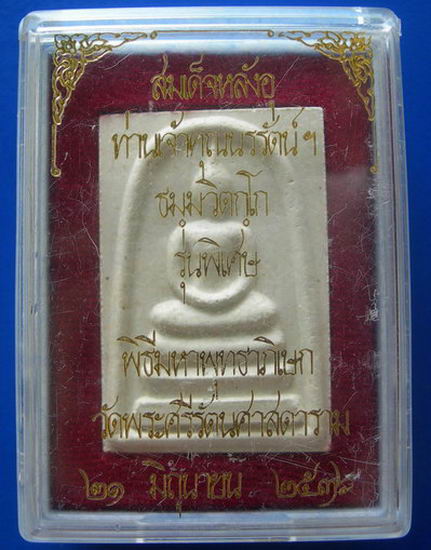 สมเด็จหลังอุ
ท่านเจ้าคุณนรรัตน์ฯ
ธมฺมวิตกฺโก
รุ่นพิเศษ
พิธีมหาพุทธาภิเษก
วัดพระศรีรัตนศาสดาราม
๒๑ มิถุนายน ๒๕๓๘